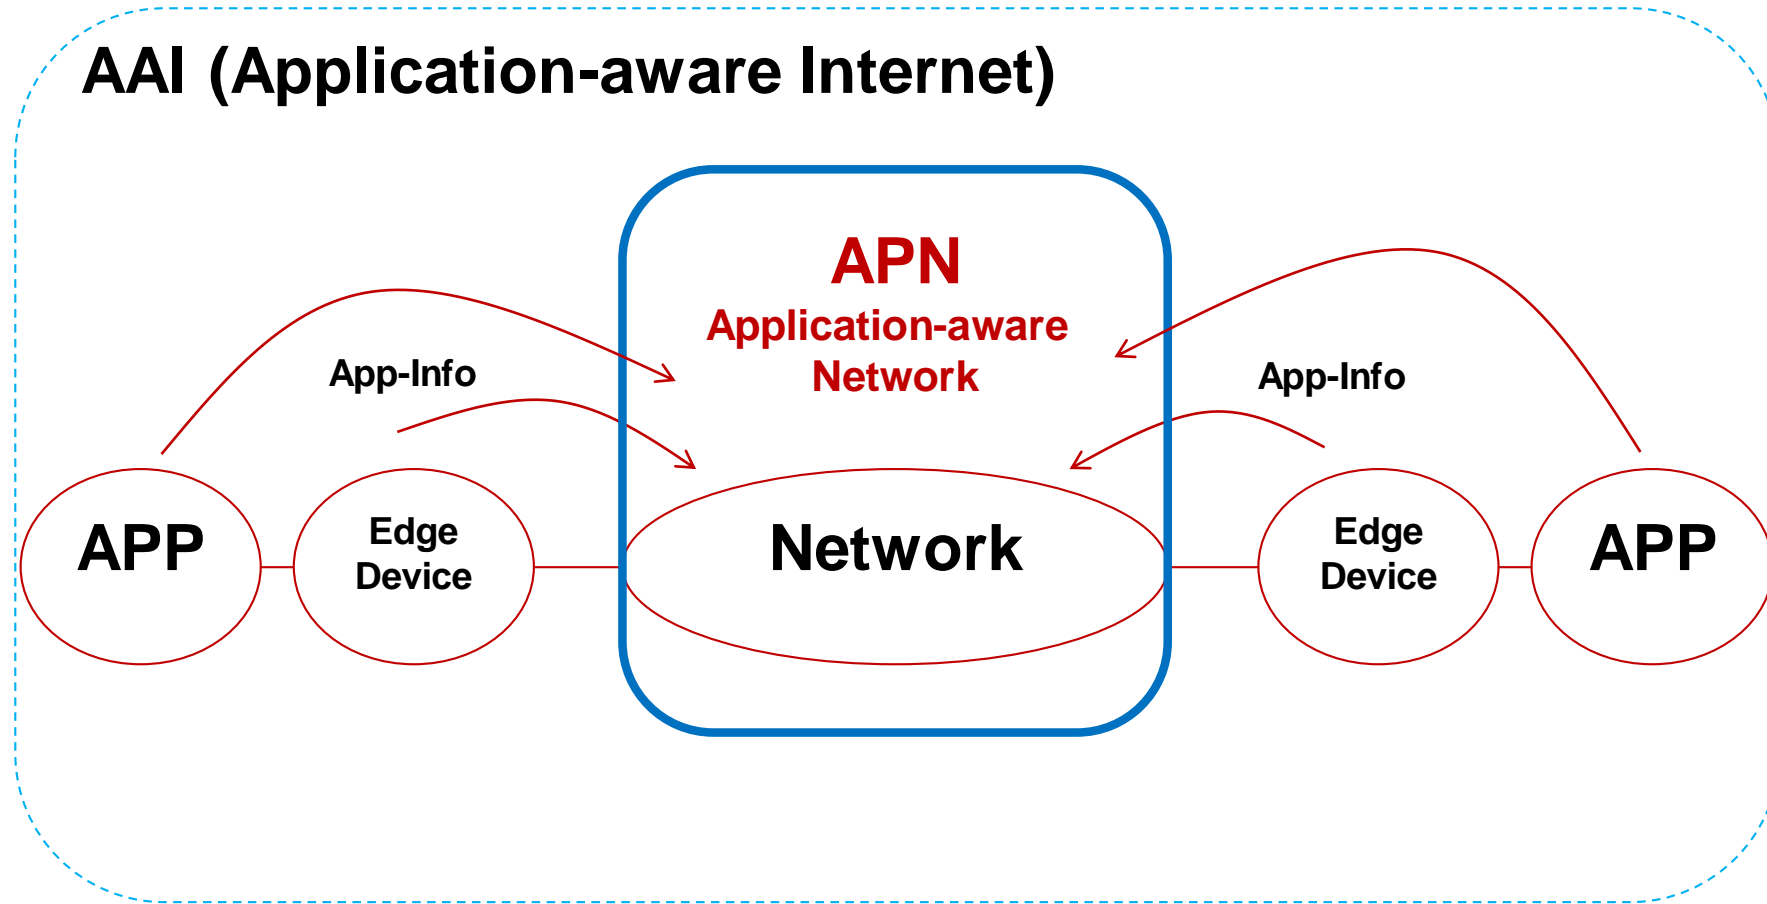 AAI (Application-aware Internet)
APN
Application-aware
Network
App-Info
App-Info
APP
Edge
Device
Network
Edge
Device
APP